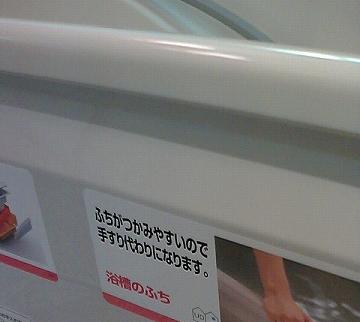 ふちがつかみやすいので
手すり代わりになります。
浴槽のふち
UD